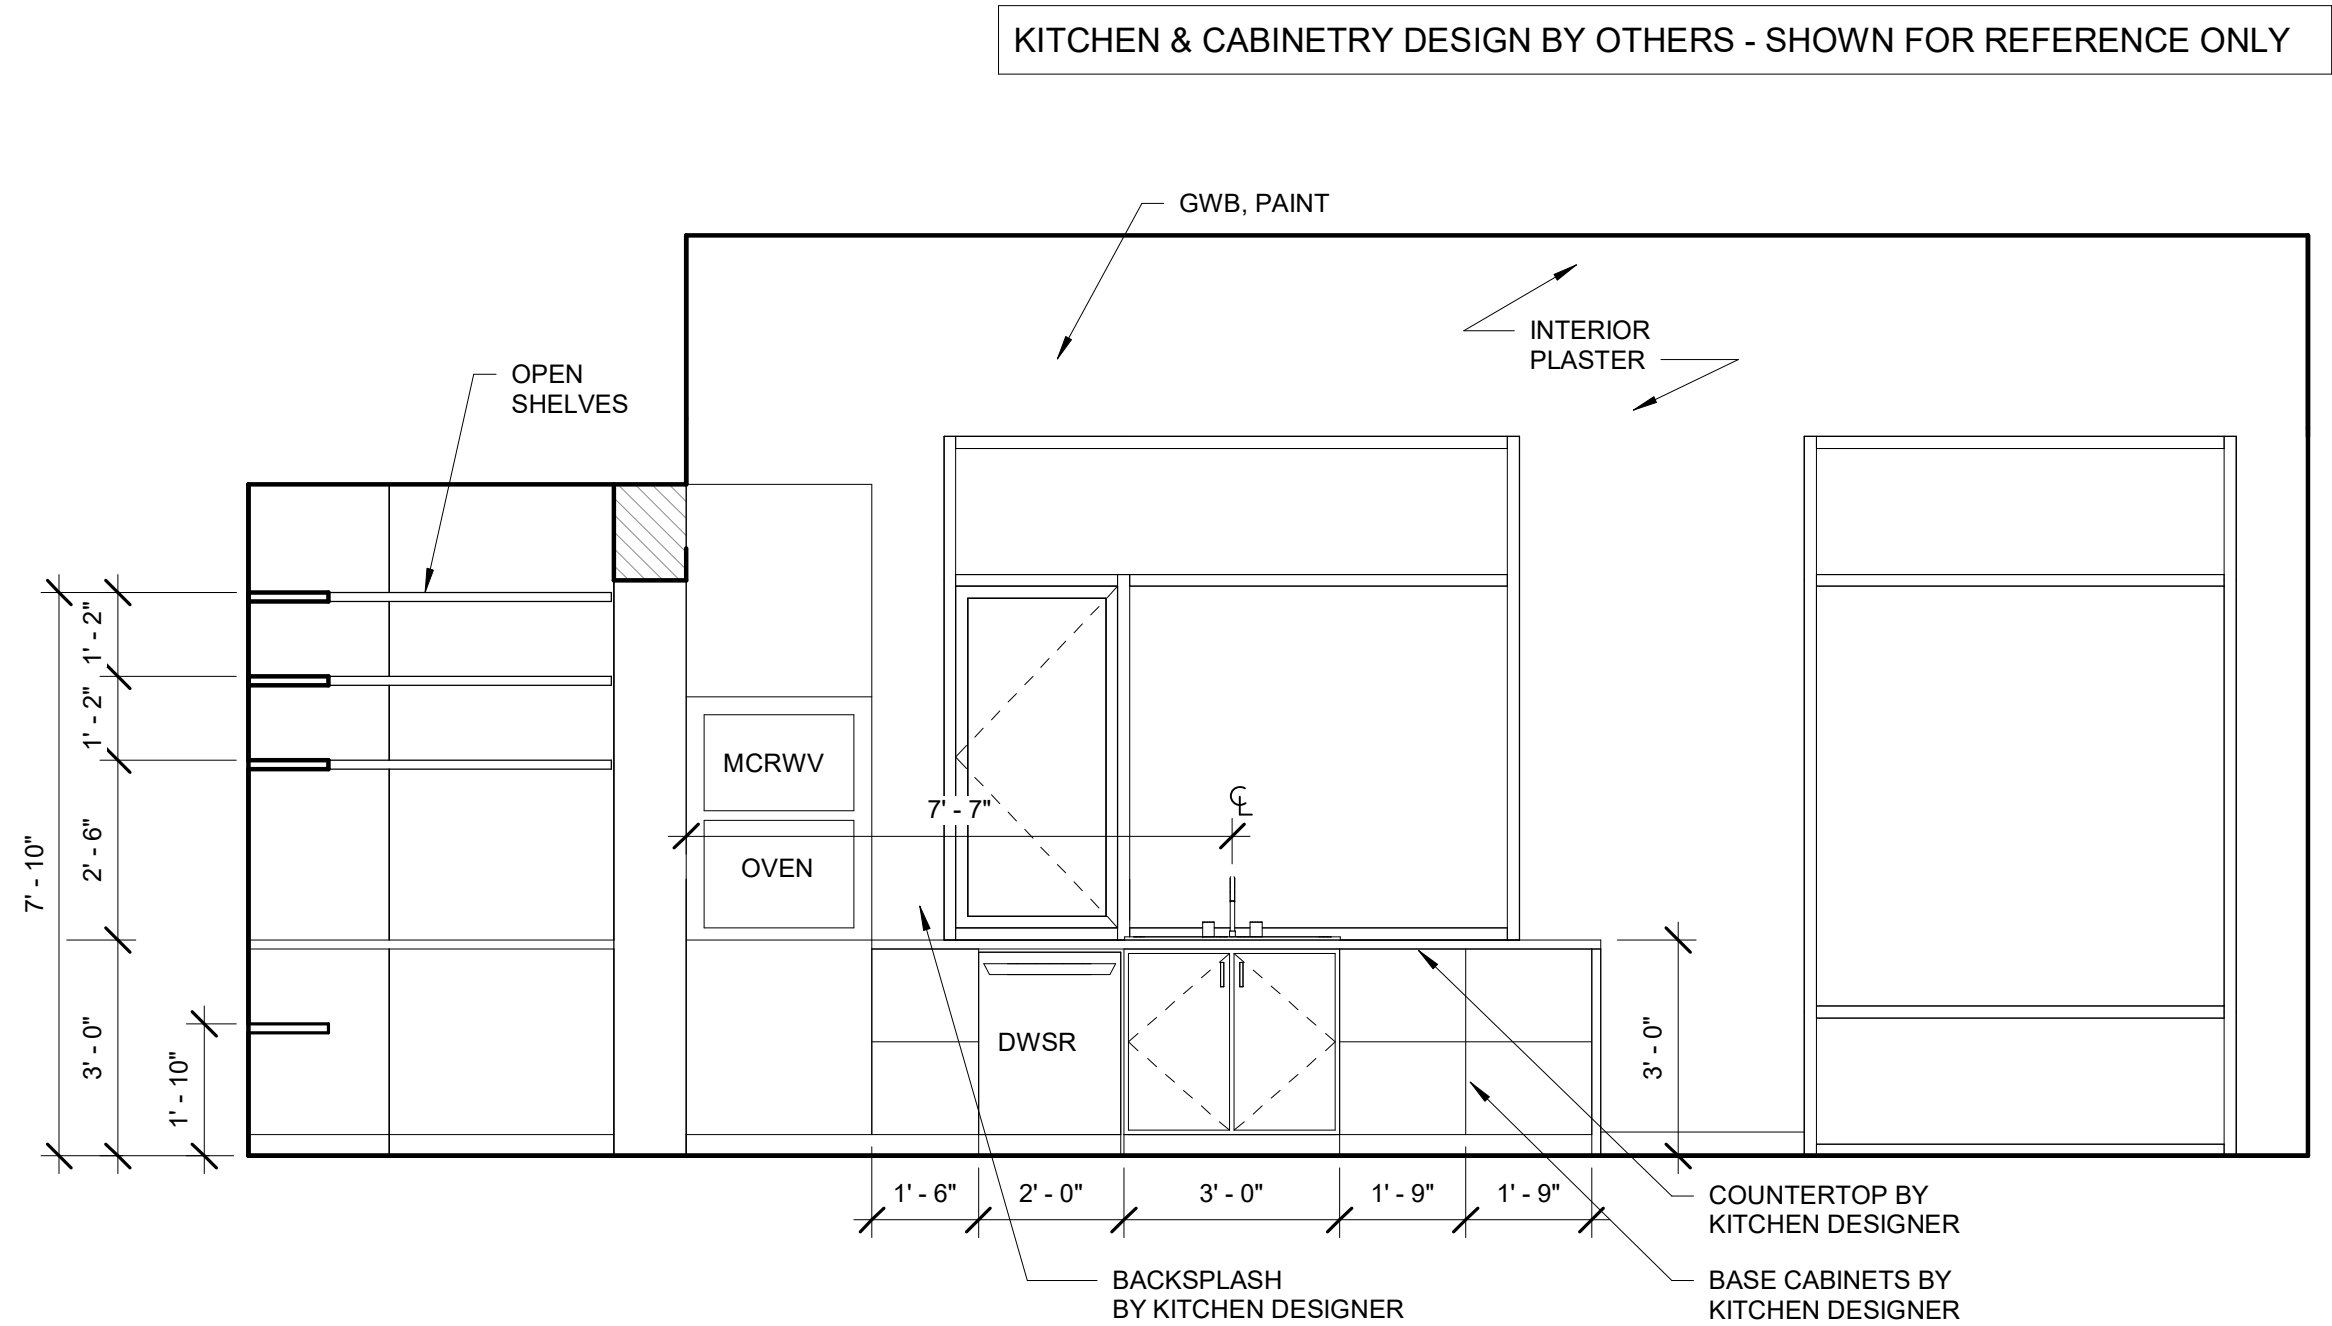 KITCHEN & CABINETRY DESIGN BY OTHERS - SHOWN FOR REFERENCE ONLY
GWB, PAINT
INTERIOR
PLASTER
OPEN
SHELVES
1' - 2"
1' - 2"
2' - 6"
7' - 10"
3' - 0"
1' - 10"
MCRWV
OVEN
7' - 7"
℄
DWSR
3' - 0"
1' - 6"
2' - 0"
3' - 0"
1' - 9"
1' - 9"
COUNTERTOP BY
KITCHEN DESIGNER
BACKSPLASH
BY KITCHEN DESIGNER
BASE CABINETS BY
KITCHEN DESIGNER